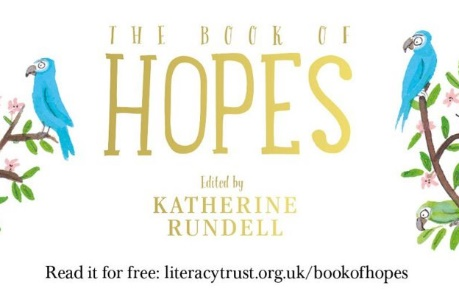 THE BOOK OF
HOPES
Edited by
KATHERINE
RUNDELL
Read it for free: literacytrust.org.uk/bookofhopes